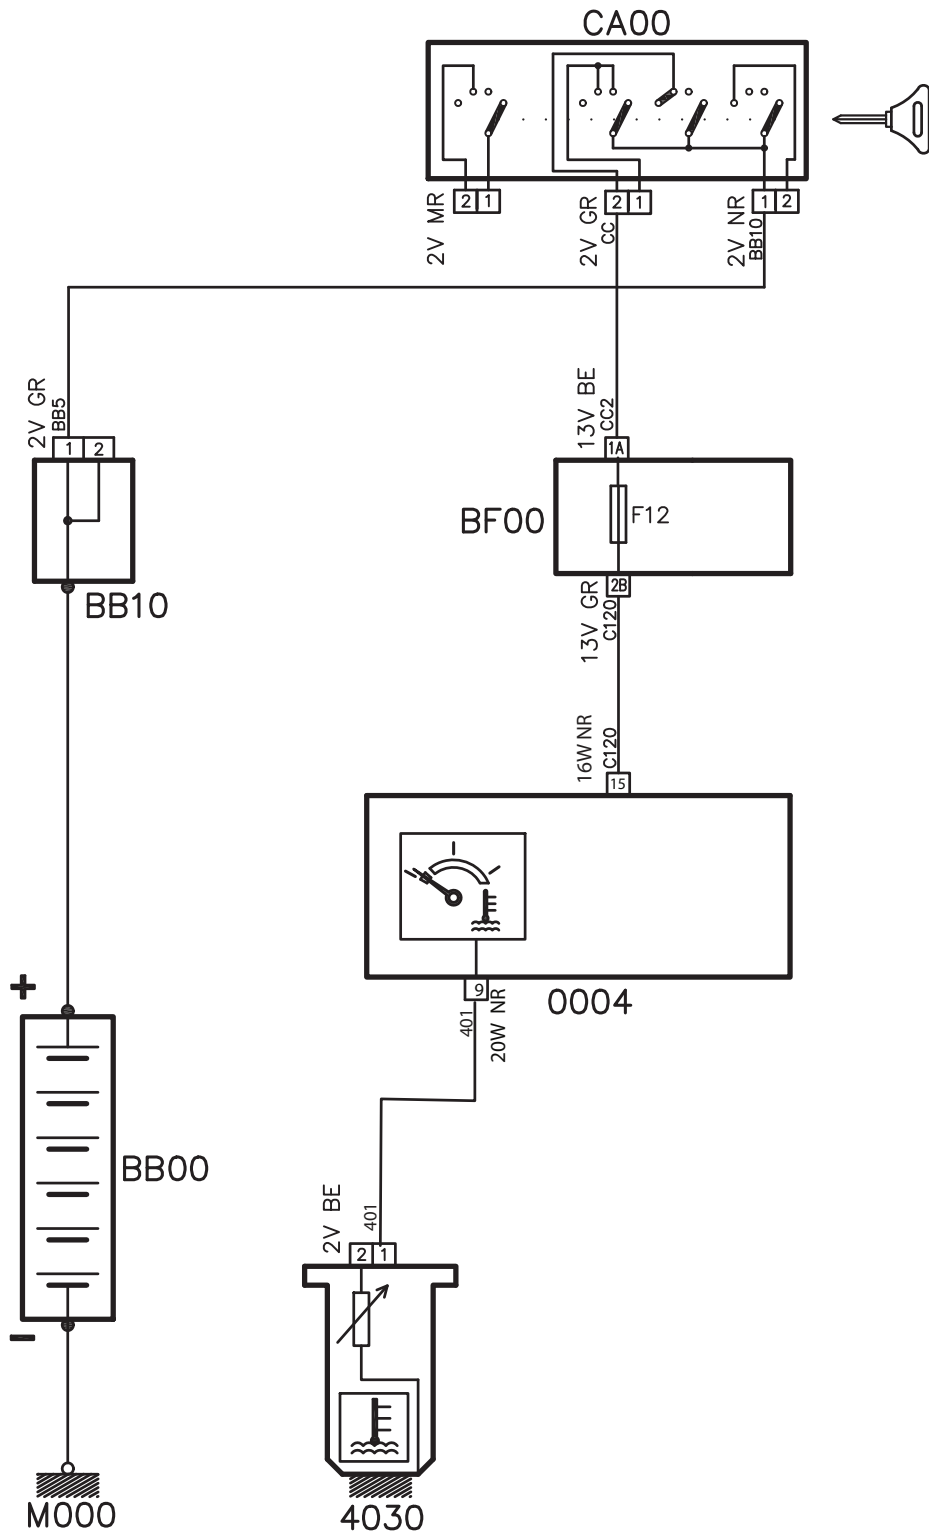 CA00
2 1
2 1
1 2
2V MR
2V GR
CC
2V NR
BB10
2V GR
BB5
1 2
BB10
13V BE
CC2
1A
BF00
F12
2B
13V GR
C120
16W NR
C120
15
9
0004
401
20W NR
+
BB00
-
M000
2V BE
401
2 1
4030